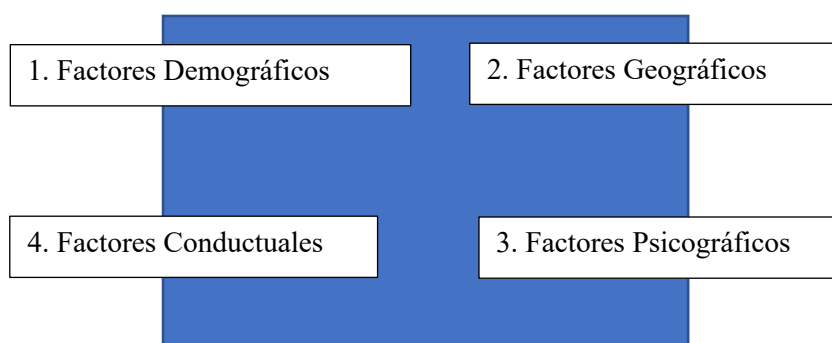 1. Factores Demográficos
2. Factores Geográficos
4. Factores Conductuales
3. Factores Psicográficos